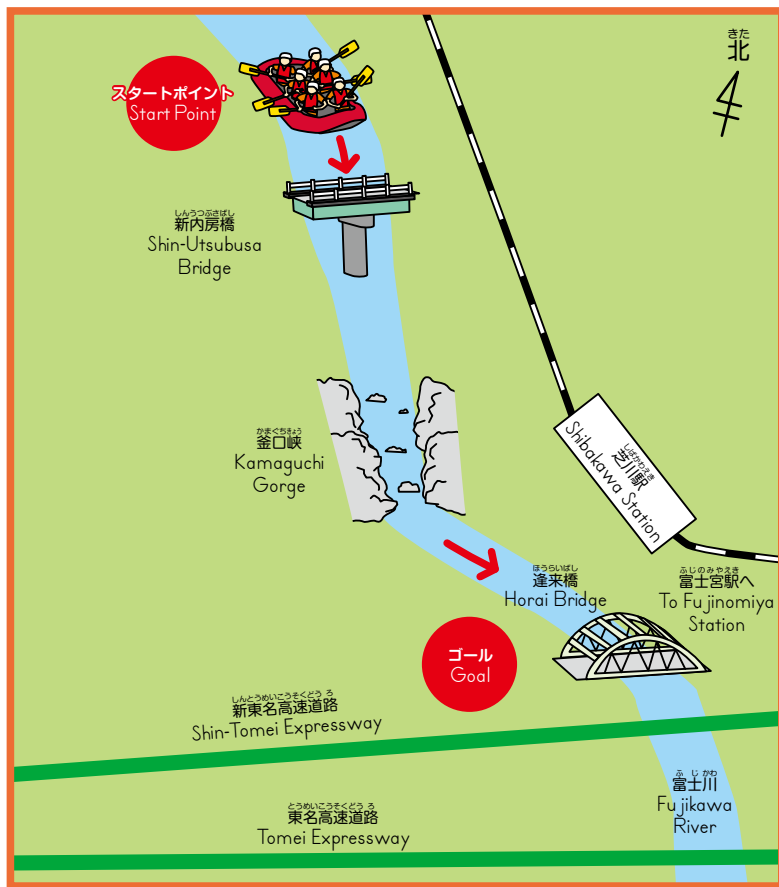 きた
北
スタートポイント
Start Point
しんうつぶさばし
新内房橋
Shin-Utsubusa
Bridge
かまぐちきょう
釜口峡
Kamaguchi
Gorge
しばかわえき
芝川駅
Shibakawa Station
ほうらいばし
逢来橋
Horai Bridge
ふじのみやえき
富士宮駅へ
To Fujinomiya
Station
ゴール
Goal
しんとうめいこうそくどうろ
新東名高速道路
Shin-Tomei Expressway
ふじかわ
富士川
Fujikawa
River
とうめいこうそくどうろ
東名高速道路
Tomei Expressway